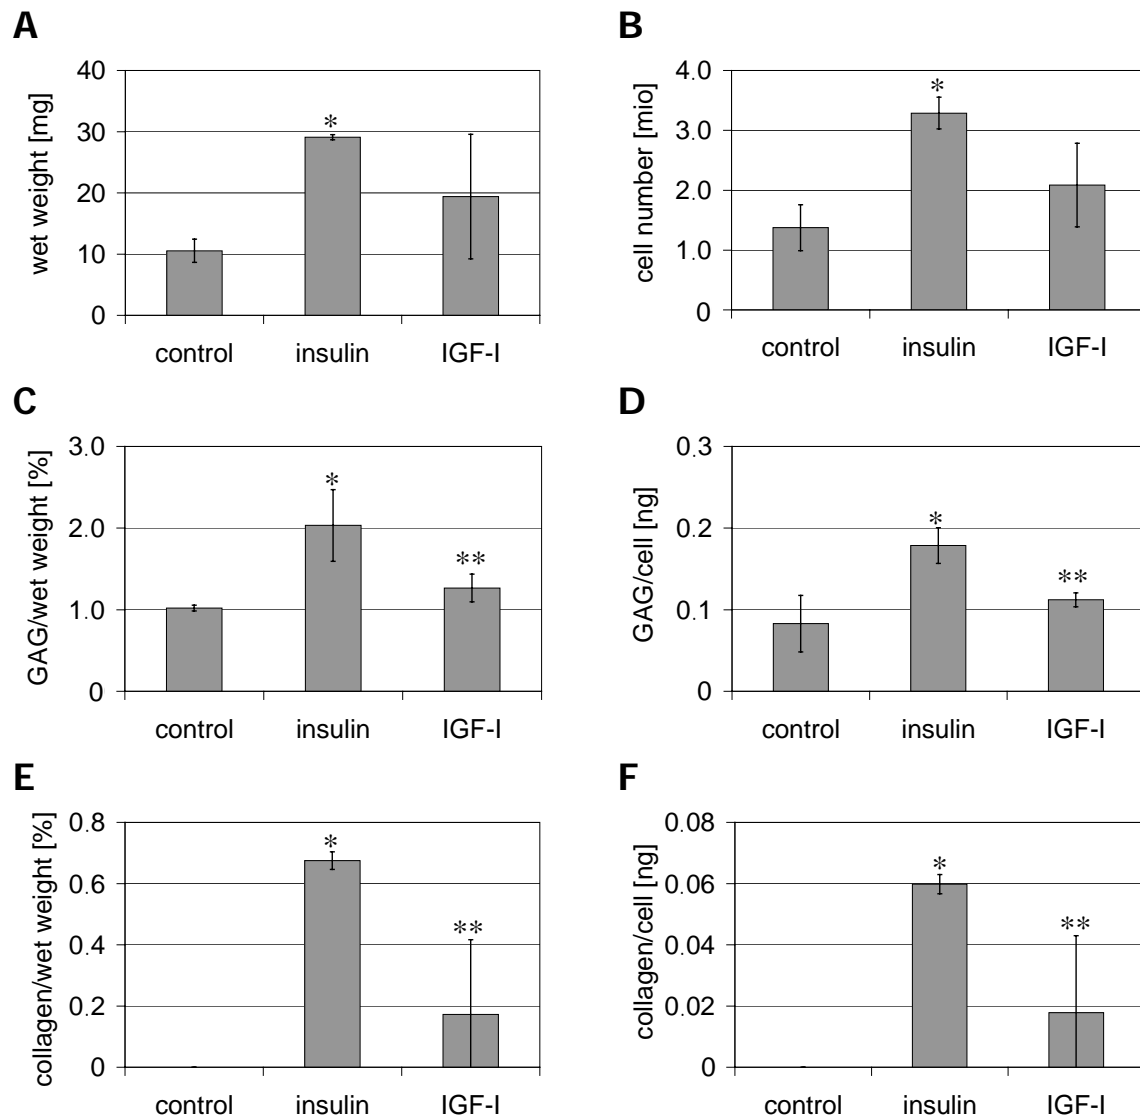 A
wet weight [mg]
40
30
20
10
0
*
control insulin IGF-I
B
cell number [mio]
4.0
3.0
2.0
1.0
0
*
control insulin IGF-I
C
GAG/wet weight [%]
3.0
2.0
1.0
0
*
**
control insulin IGF-I
D
GAG/cell [ng]
0.3
0.2
0.1
0
*
**
control insulin IGF-I
E
collagen/wet weight [%]
0.8
0.6
0.4
0.2
0
*
**
control insulin IGF-I
F
collagen/cell [ng]
0.08
0.06
0.04
0.02
0
*
**
control insulin IGF-I